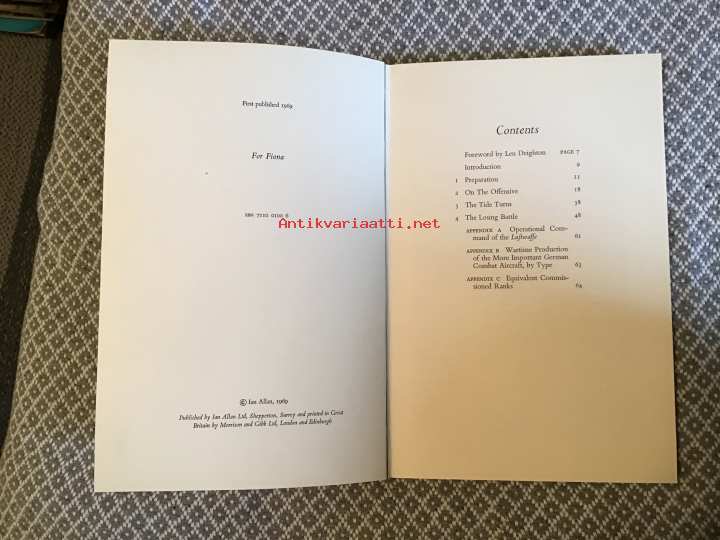 First published 1969
For Fiona
SBN 7110 0100 6
Antikvariaatti.net
© Ian Allan, 1969
Published by Ian Allan Ltd, Shepperton, Surrey and printed in Great
Britain by Morrison and Gibb Ltd, London and Edinburgh
Contents
Foreword by Len Deighton PAGE 7
Introduction 9
1 Preparation 11
2 On The Offensive 18
3 The Tide Turns 38
4 The Losing Battle 48
APPENDIX A Operational Com-
mand of the Luftwaffe 61
APPENDIX B Wartime Production
of the More Important German
Combat Aircraft, by Type 63
APPENDIX C Equivalent Commis-
sioned Ranks 64